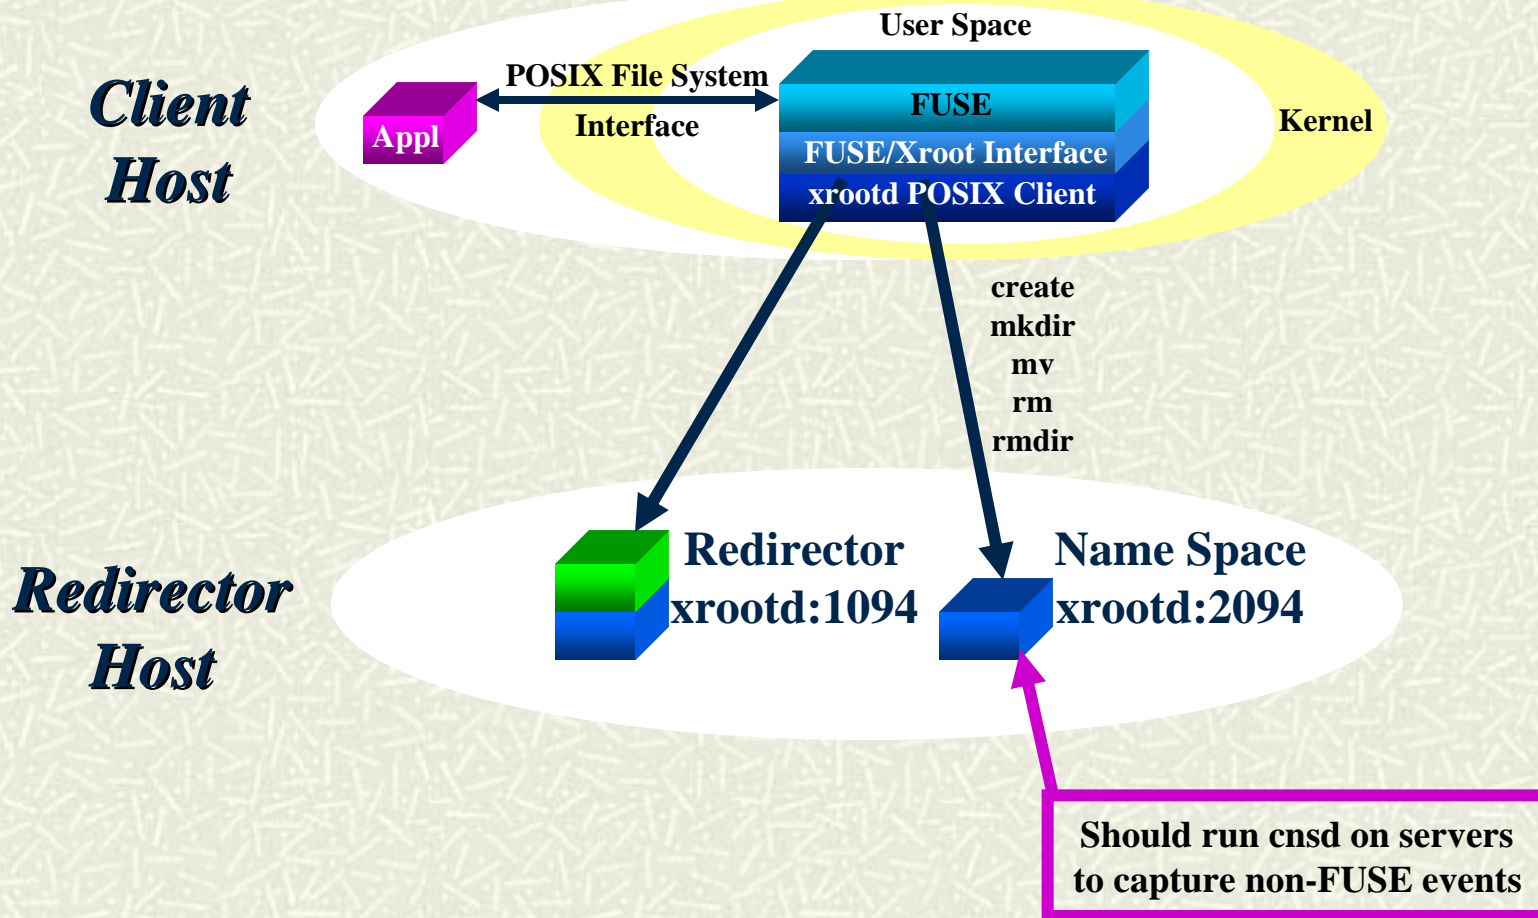 User Space
Client
Host
POSIX File System
Interface
Appl
FUSE
FUSE/Xroot Interface
xrootd POSIX Client
Kernel
create
mkdir
mv
rm
rmdir
Redirector
Host
Redirector
xrootd:1094
Name Space
xrootd:2094
Should run cnsd on servers
to capture non-FUSE events